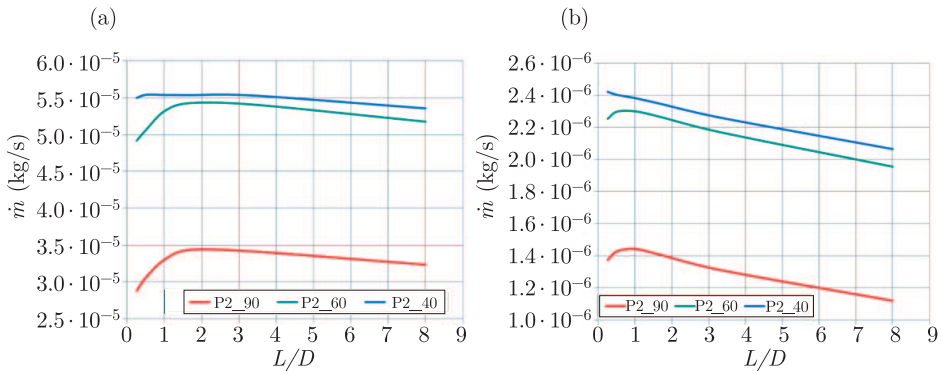 (a)
6.0 · 10⁻⁵
5.5 · 10⁻⁵
5.0 · 10⁻⁵
4.5 · 10⁻⁵
4.0 · 10⁻⁵
3.5 · 10⁻⁵
3.0 · 10⁻⁵
2.5 · 10⁻⁵
ṁ (kg/s)
P2_90 P2_60 P2_40
0 1 2 3 4 5 6 7 8 9
L/D
(b)
2.6 · 10⁻⁶
2.4 · 10⁻⁶
2.2 · 10⁻⁶
2.0 · 10⁻⁶
1.8 · 10⁻⁶
1.6 · 10⁻⁶
1.4 · 10⁻⁶
1.2 · 10⁻⁶
1.0 · 10⁻⁶
ṁ (kg/s)
P2_90 P2_60 P2_40
0 1 2 3 4 5 6 7 8 9
L/D